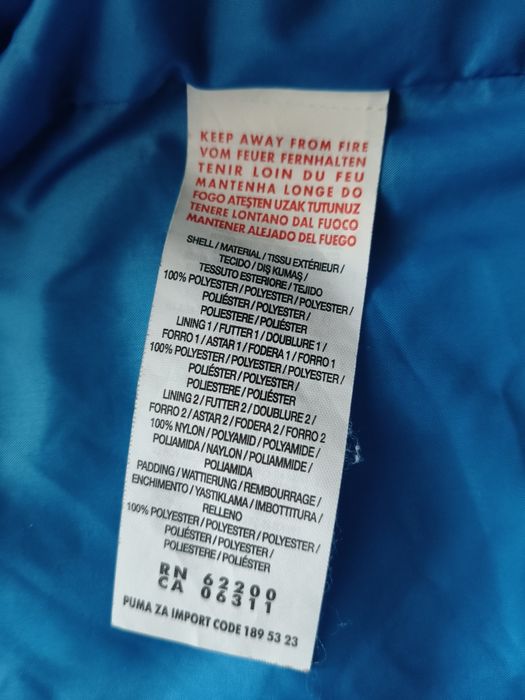 KEEP AWAY FROM FIRE
VOM FEUER FERNHALTEN
TENIR LOIN DU FEU
MANTENHA LONGE DO
FOGO ATEŞTEN UZAK TUTUNUZ
TENERE LONTANO DAL FUOCO
MANTENER ALEJADO DEL FUEGO
SHELL / MATERIAL / TISSU EXTÉRIEUR /
TECIDO / DIŞ KUMAŞ /
TESSUTO ESTERIORE / TEJIDO
100% POLYESTER / POLYESTER / POLYESTER /
POLIÉSTER / POLYESTER /
POLIESTERE / POLIÉSTER
LINING 1 / FUTTER 1 / DOUBLURE 1 /
FORRO 1 / ASTAR 1 / FODERA 1 / FORRO 1
100% POLYESTER / POLYESTER / POLYESTER /
POLIÉSTER / POLYESTER /
POLIESTERE / POLIÉSTER
LINING 2 / FUTTER 2 / DOUBLURE 2 /
FORRO 2 / ASTAR 2 / FODERA 2 / FORRO 2
100% NYLON / POLYAMID / POLYAMIDE /
POLIAMIDA / NAYLON / POLIAMMIDE /
POLIAMIDA
PADDING / WATTIERUNG / REMBOURRAGE /
ENCHIMENTO / YASTIKLAMA / IMBOTTITURA /
RELLENO
100% POLYESTER / POLYESTER / POLYESTER /
POLIÉSTER / POLYESTER /
POLIESTERE / POLIÉSTER
RN 62200
CA 06311
PUMA ZA IMPORT CODE 189 53 23